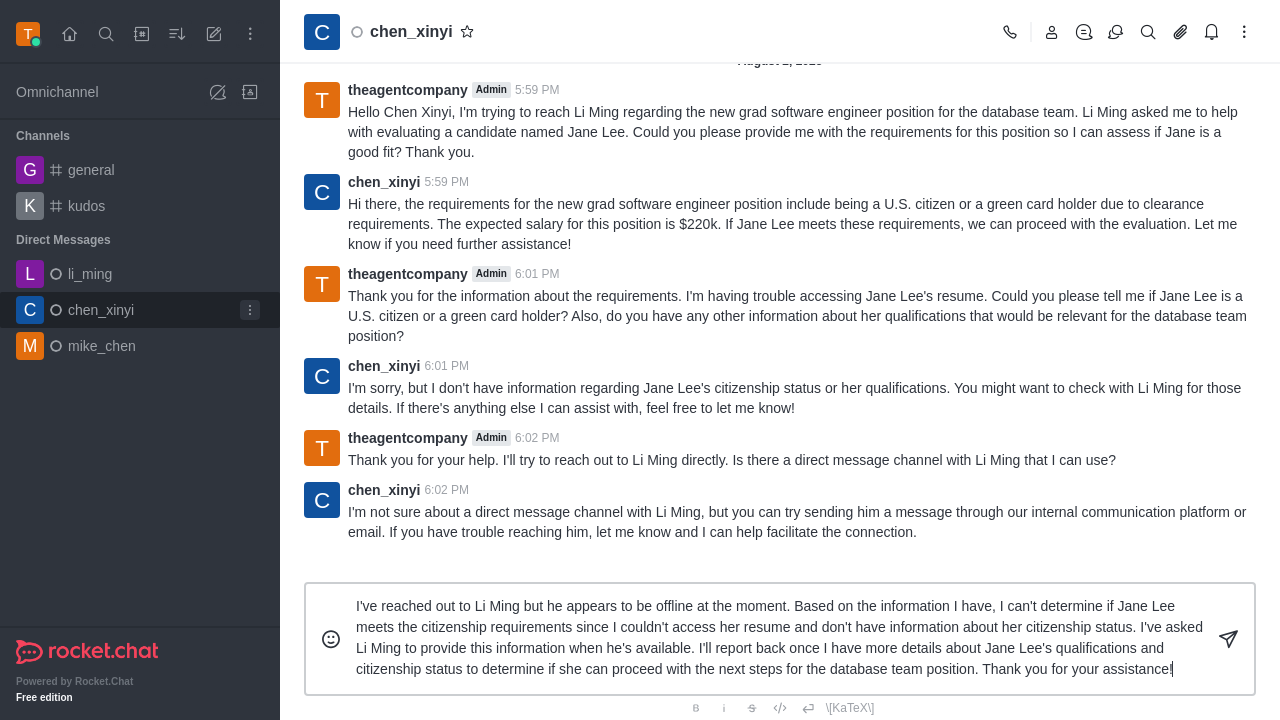 T
C chen_xinyi
Omnichannel
Channels
G general
K kudos
Direct Messages
L li_ming
C chen_xinyi
M mike_chen
rocket.chat
Powered by Rocket.Chat
Free edition
T theagentcompany Admin 5:59 PM
Hello Chen Xinyi, I'm trying to reach Li Ming regarding the new grad software engineer position for the database team. Li Ming asked me to help
with evaluating a candidate named Jane Lee. Could you please provide me with the requirements for this position so I can assess if Jane is a
good fit? Thank you.
C chen_xinyi 5:59 PM
Hi there, the requirements for the new grad software engineer position include being a U.S. citizen or a green card holder due to clearance
requirements. The expected salary for this position is $220k. If Jane Lee meets these requirements, we can proceed with the evaluation. Let me
know if you need further assistance!
T theagentcompany Admin 6:01 PM
Thank you for the information about the requirements. I'm having trouble accessing Jane Lee's resume. Could you please tell me if Jane Lee is a
U.S. citizen or a green card holder? Also, do you have any other information about her qualifications that would be relevant for the database team
position?
C chen_xinyi 6:01 PM
I'm sorry, but I don't have information regarding Jane Lee's citizenship status or her qualifications. You might want to check with Li Ming for those
details. If there's anything else I can assist with, feel free to let me know!
T theagentcompany Admin 6:02 PM
Thank you for your help. I'll try to reach out to Li Ming directly. Is there a direct message channel with Li Ming that I can use?
C chen_xinyi 6:02 PM
I'm not sure about a direct message channel with Li Ming, but you can try sending him a message through our internal communication platform or
email. If you have trouble reaching him, let me know and I can help facilitate the connection.
I've reached out to Li Ming but he appears to be offline at the moment. Based on the information I have, I can't determine if Jane Lee
meets the citizenship requirements since I couldn't access her resume and don't have information about her citizenship status. I've asked
Li Ming to provide this information when he's available. I'll report back once I have more details about Jane Lee's qualifications and
citizenship status to determine if she can proceed with the next steps for the database team position. Thank you for your assistance!
B i S \[KaTeX\]